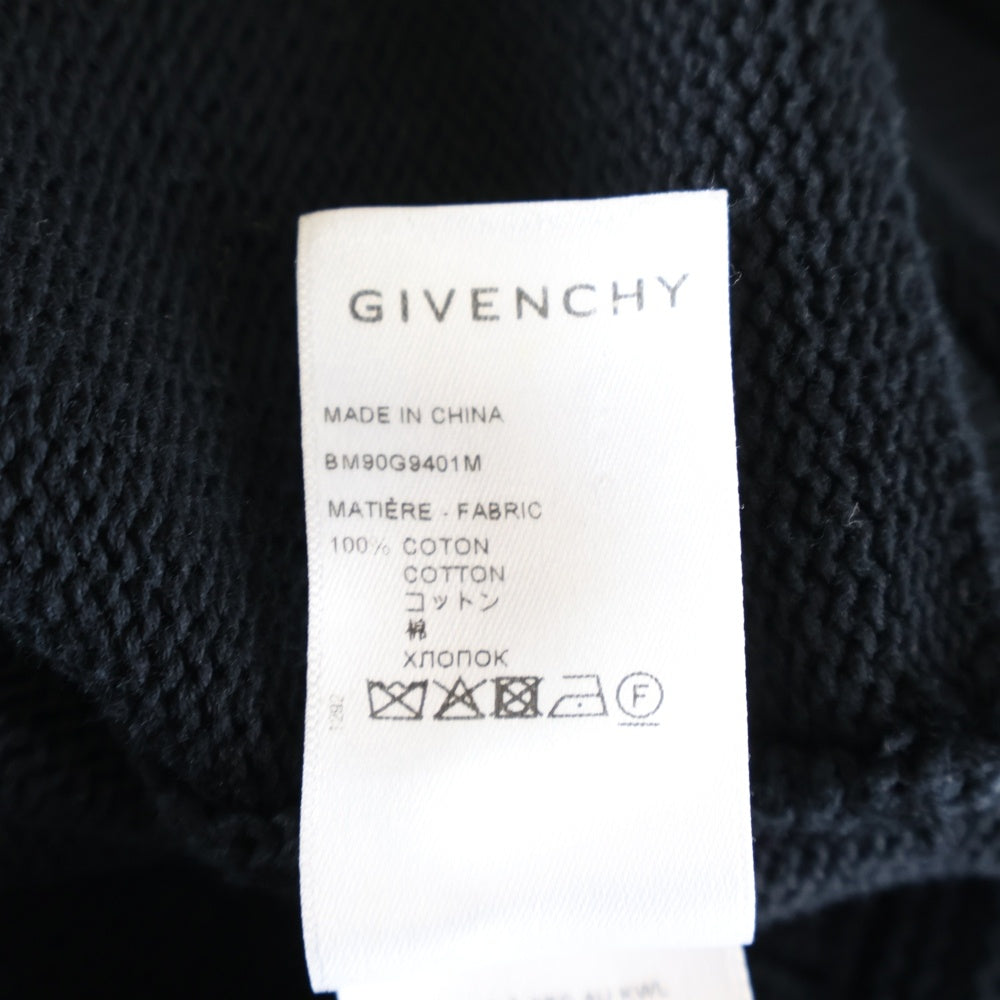 GIVENCHY
MADE IN CHINA
BM90G9401M
MATIÈRE - FABRIC
100% COTON
COTTON
コットン
棉
ХЛОПОК
F